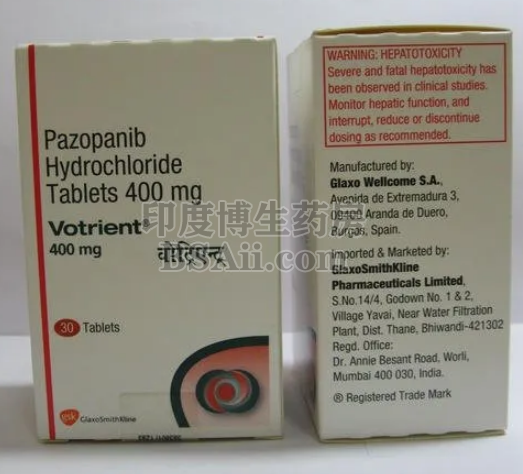 Pazopanib
Hydrochloride
Tablets 400 mg
Votrient®
400 mg
वोट्रिएन्ट
30 Tablets
gsk GlaxoSmithKline
印度博生药房
BSAii.com
WARNING: HEPATOTOXICITY
Severe and fatal hepatotoxicity has
been observed in clinical studies.
Monitor hepatic function, and
interrupt, reduce or discontinue
dosing as recommended.
Manufactured by:
Glaxo Wellcome S.A.,
Avenida de Extremadura 3,
09400 Aranda de Duero,
Burgos, Spain.
Imported & Marketed by:
GlaxoSmithKline
Pharmaceuticals Limited,
S.No.14/4, Godown No. 1 & 2,
Village Yavai, Near Water Filtration
Plant, Dist. Thane, Bhiwandi-421302
Regd. Office:
Dr. Annie Besant Road, Worli,
Mumbai 400 030, India.
® Registered Trade Mark